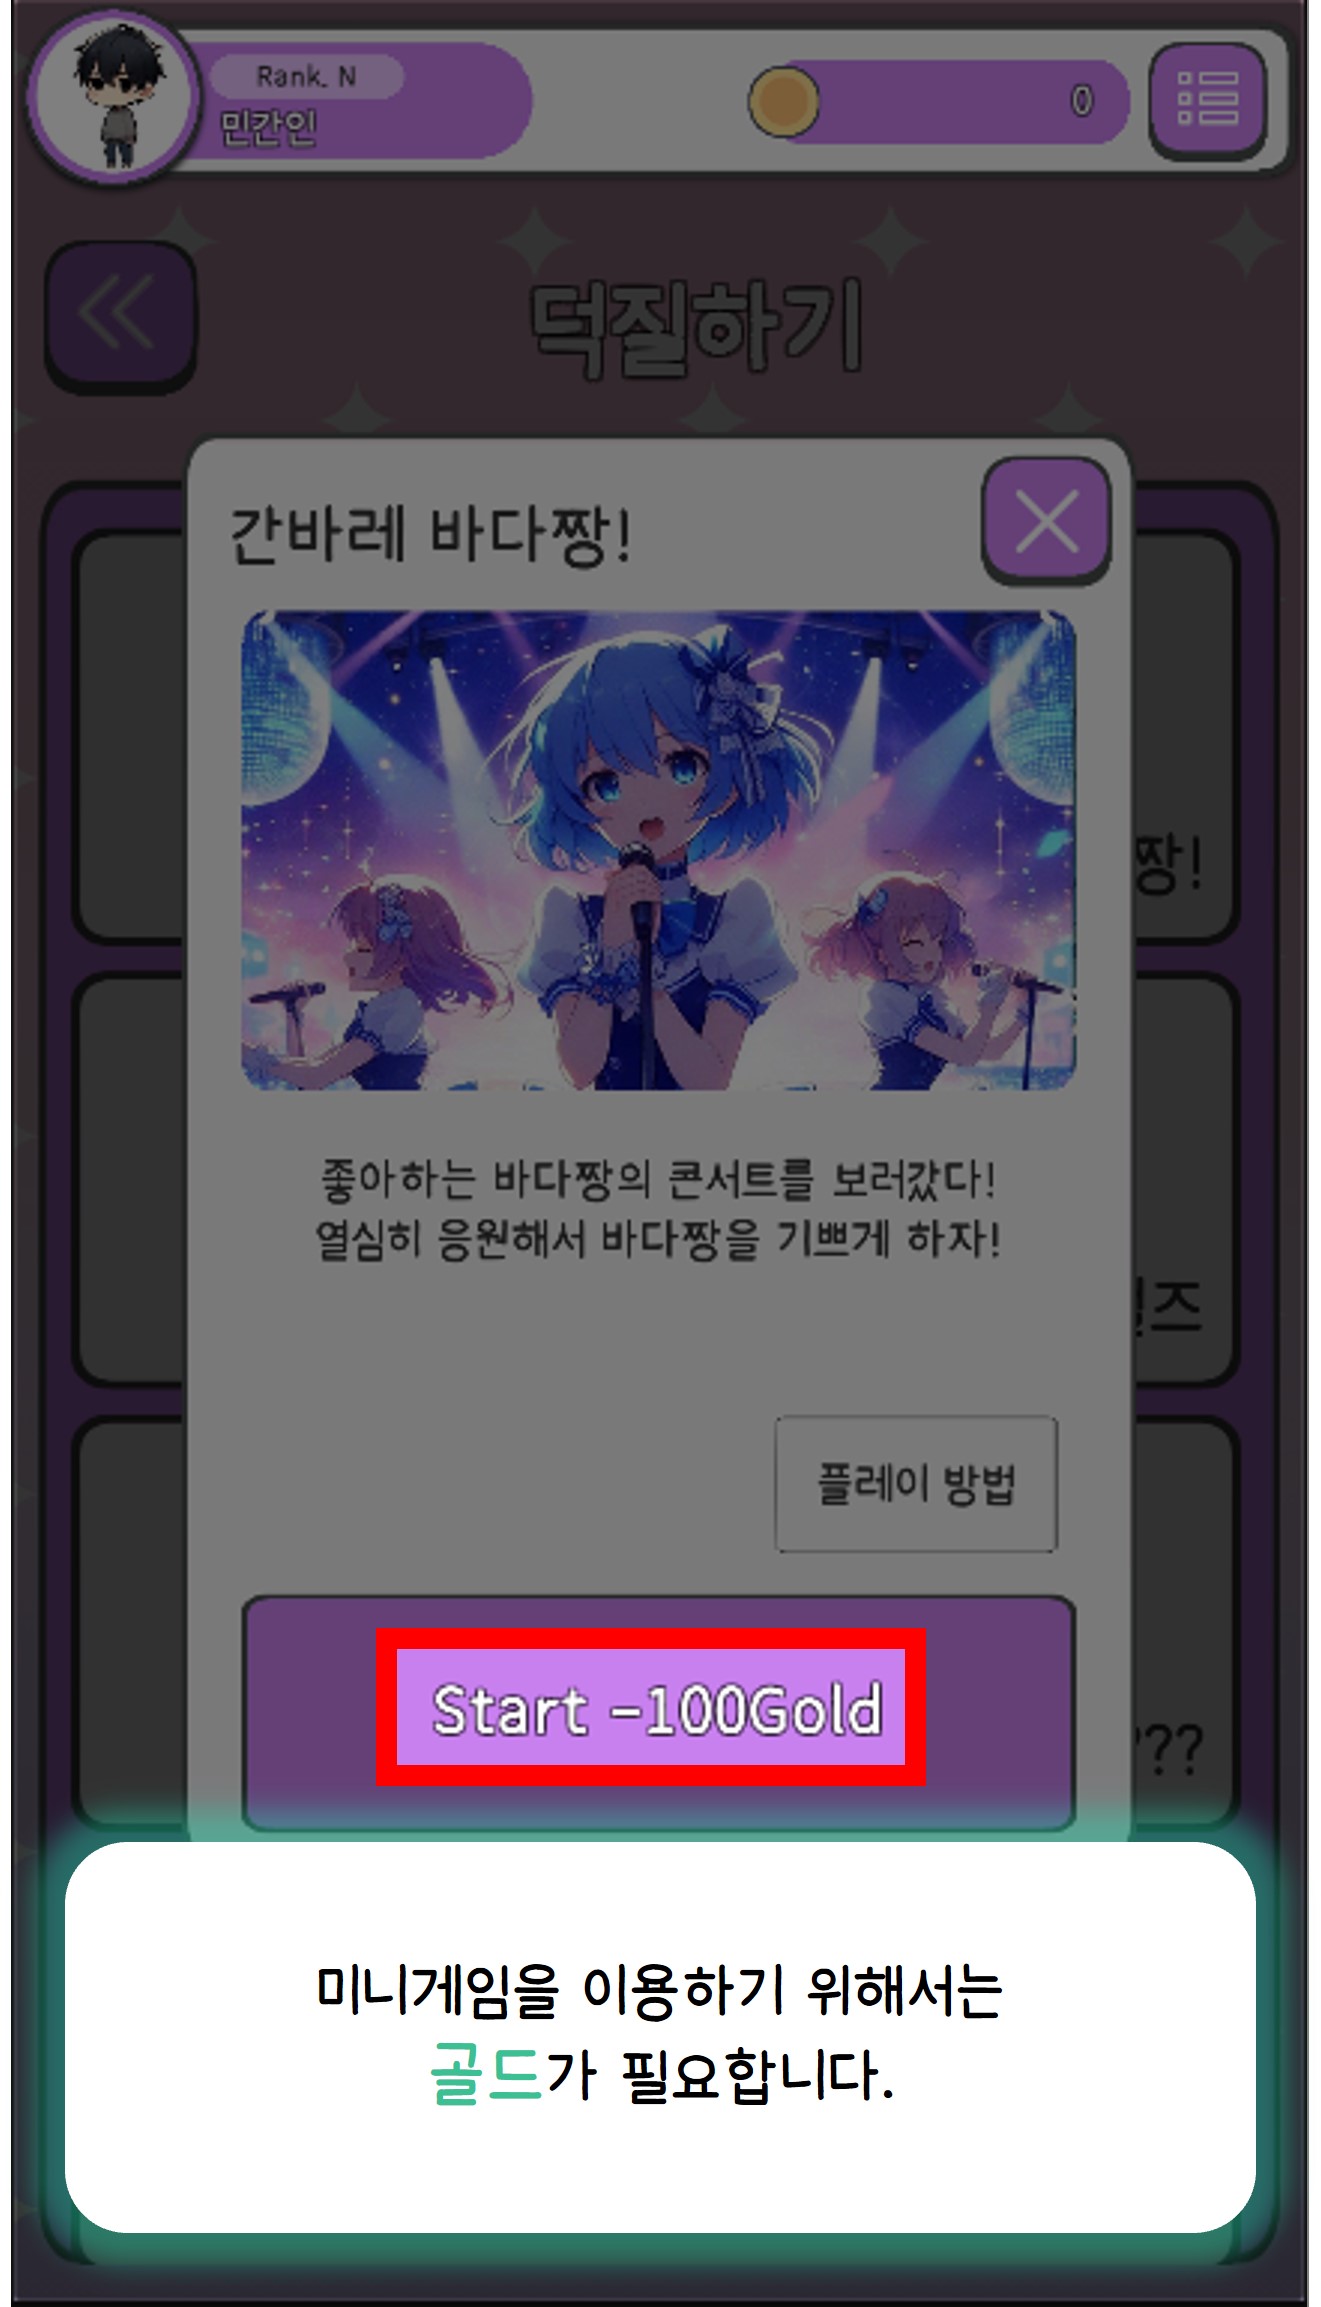 Rank. N
민간인
0
덕질하기
간바레 바다짱!
짱!
좋아하는 바다짱의 콘서트를 보러갔다!
열심히 응원해서 바다짱을 기쁘게 하자!
즈
플레이 방법
Start -100Gold
??
미니게임을 이용하기 위해서는
골드가 필요합니다.